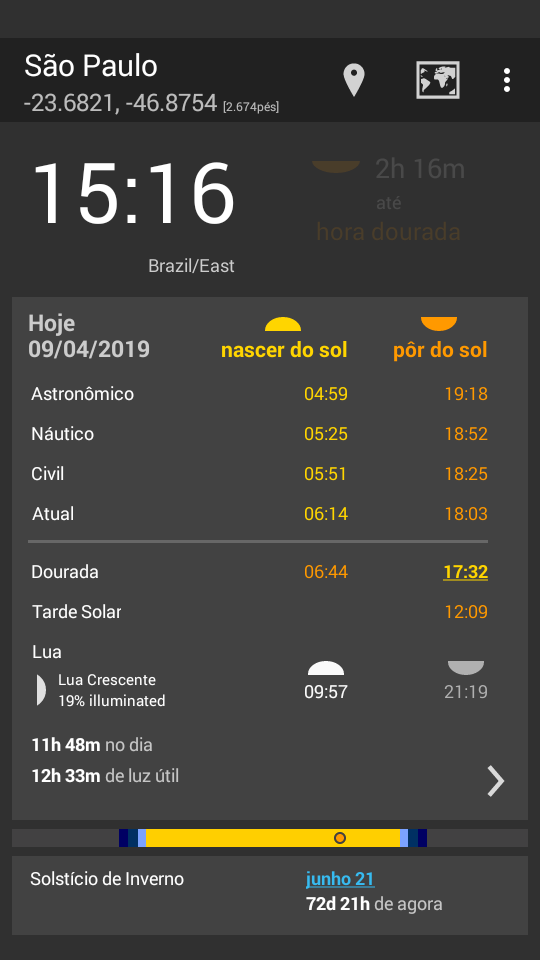 São Paulo
-23.6821, -46.8754 [2.674pés]
15:16
2h 16m
até
hora dourada
Brazil/East
Hoje
09/04/2019
nascer do sol
pôr do sol
Astronômico 04:59 19:18
Náutico 05:25 18:52
Civil 05:51 18:25
Atual 06:14 18:03
Dourada 06:44 17:32
Tarde Solar 12:09
Lua
Lua Crescente
19% illuminated
09:57 21:19
11h 48m no dia
12h 33m de luz útil
Solstício de Inverno junho 21
72d 21h de agora